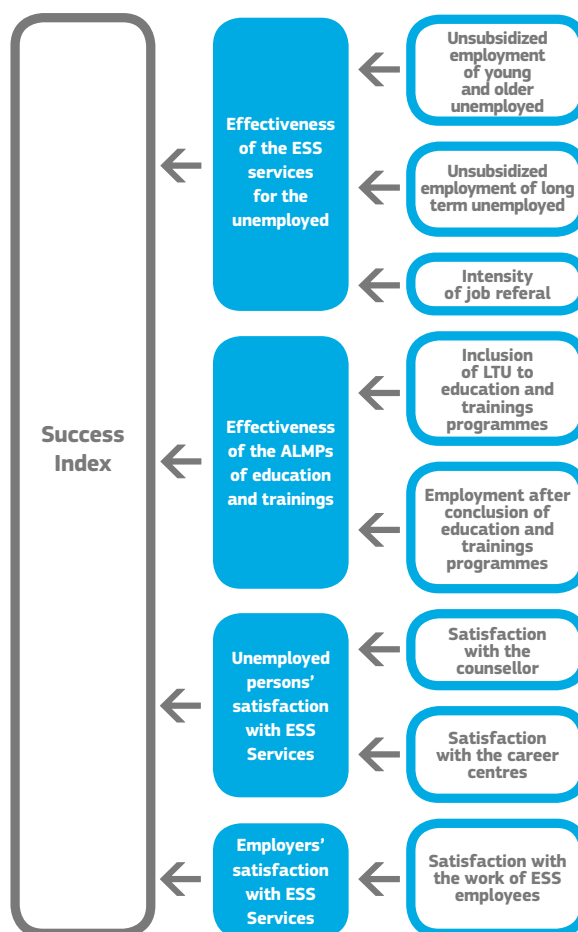 Success
Index
Effectiveness
of the ESS
services
for the
unemployed
Unsubsidized
employment
of young
and older
unemployed
Unsubsidized
employment of long
term unemployed
Intensity
of job referal
Effectiveness
of the ALMPs
of education
and trainings
Inclusion
of LTU to
education and
trainings
programmes
Employment after
conclusion of
education and
trainings
programmes
Unemployed
persons’
satisfaction
with ESS
Services
Satisfaction
with the
counsellor
Satisfaction
with the career
centres
Employers’
satisfaction
with ESS
Services
Satisfaction with
the work of ESS
employees